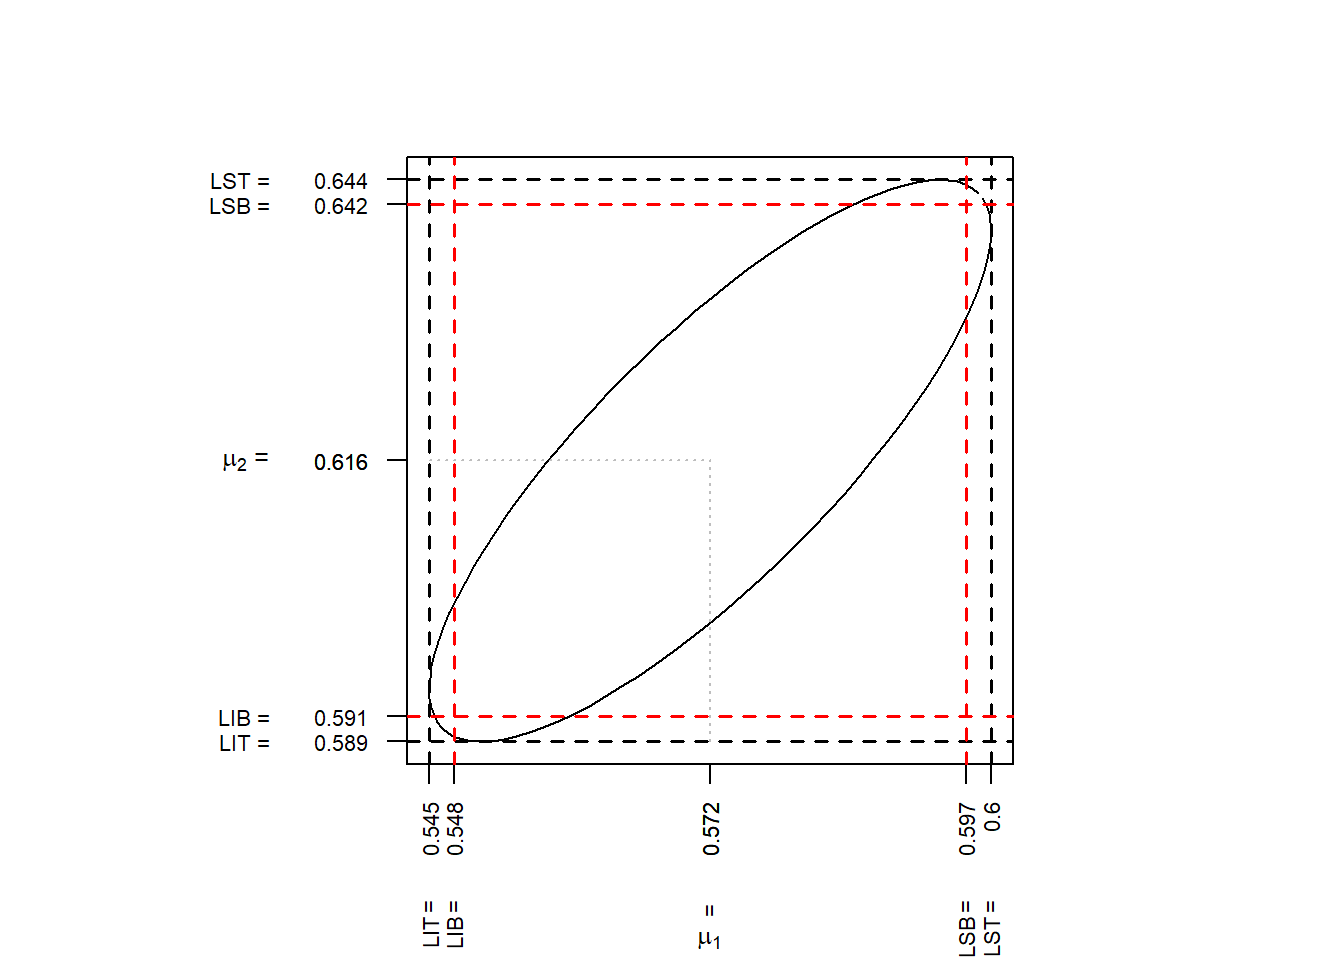 LST = 0.644
LSB = 0.642
μ2 = 0.616
LIB = 0.591
LIT = 0.589
LIT = 0.545
LIB = 0.548
μ1 = 0.572
LSB = 0.597
LST = 0.6